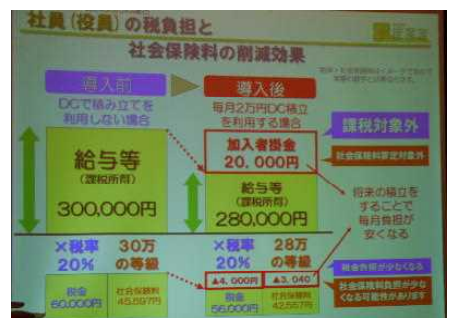 社員(役員)の税負担と
社会保険料の削減効果
導入前
導入後
DCで積み立てを
利用しない場合
毎月2万円DC積立
を利用する場合
課税対象外
加入者掛金
20,000円
社会保険料算定対象外
給与等
(課税所得)
300,000円
給与等
(課税所得)
280,000円
将来の積立を
することで
毎月負担が
安くなる
×税率 30万
20% の等級
×税率 28万
20% の等級
税金負担が少なくなる
社会保険負担が少な
くなる可能性があります
▲4,000円
▲3,040
税金
60,000円
社会保険料
45,597円
税金
56,000円
社会保険料
42,557円